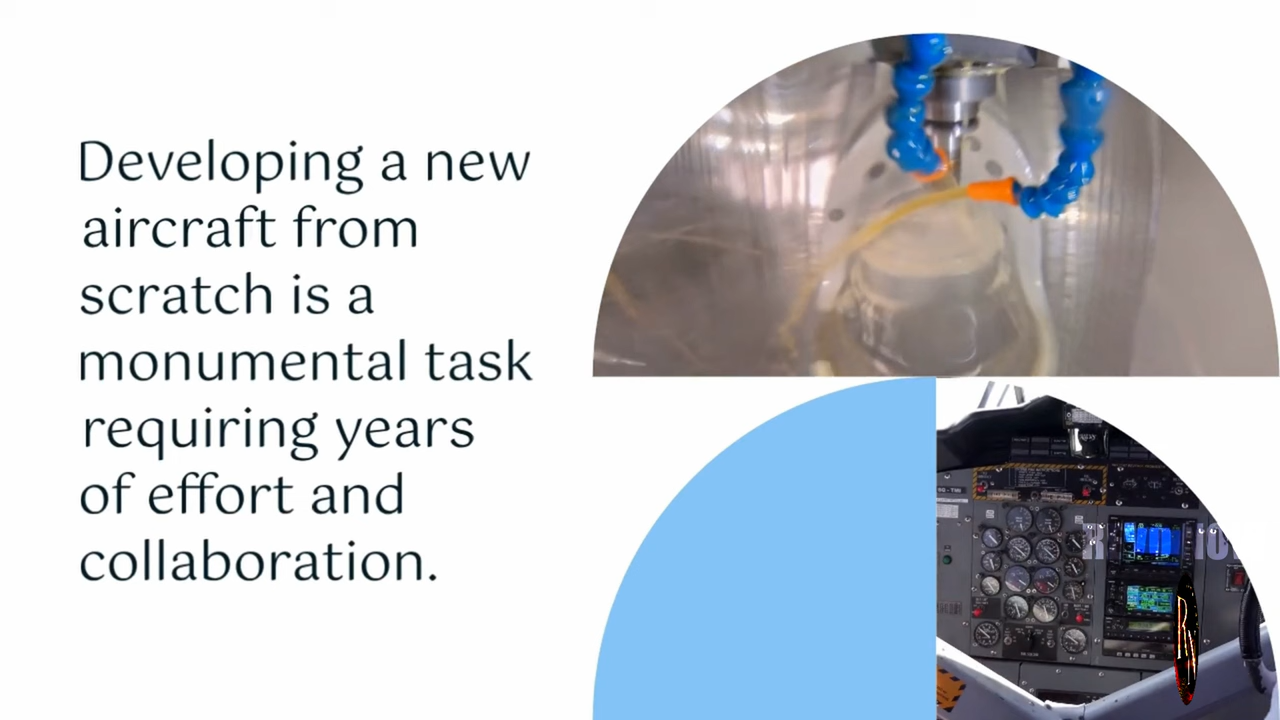 Developing a new
aircraft from
scratch is a
monumental task
requiring years
of effort and
collaboration.